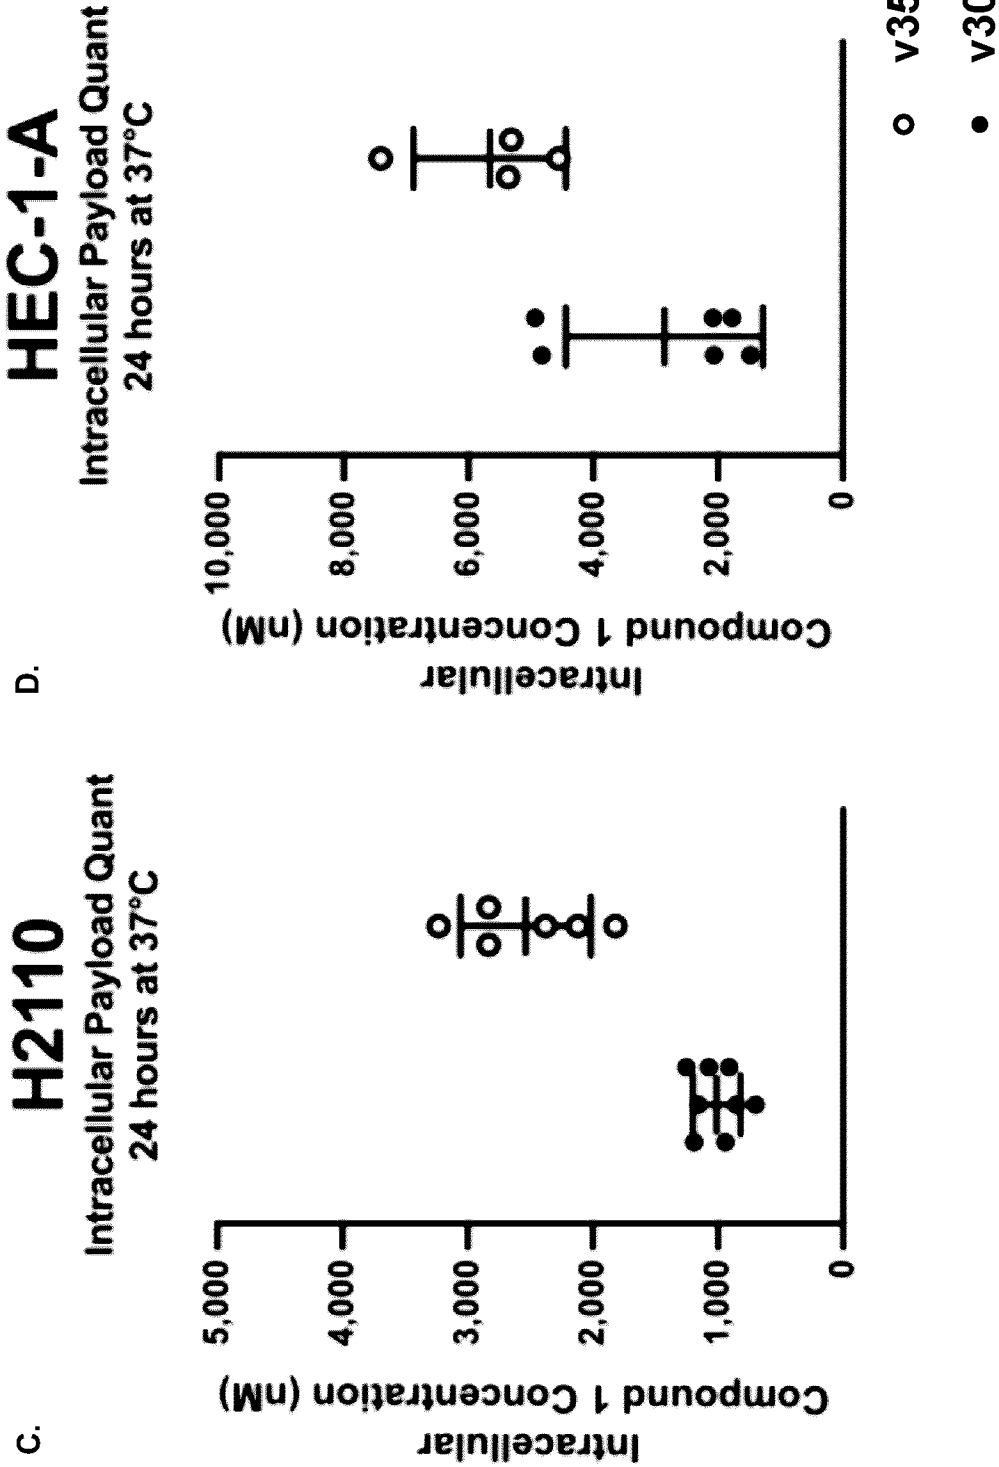 C.
H2110
Intracellular Payload Quant
24 hours at 37°C
Intracellular
Compound 1 Concentration (nM)
5,000
4,000
3,000
2,000
1,000
0
D.
HEC-1-A
Intracellular Payload Quant
24 hours at 37°C
Intracellular
Compound 1 Concentration (nM)
10,000
8,000
6,000
4,000
2,000
0
v35
v30